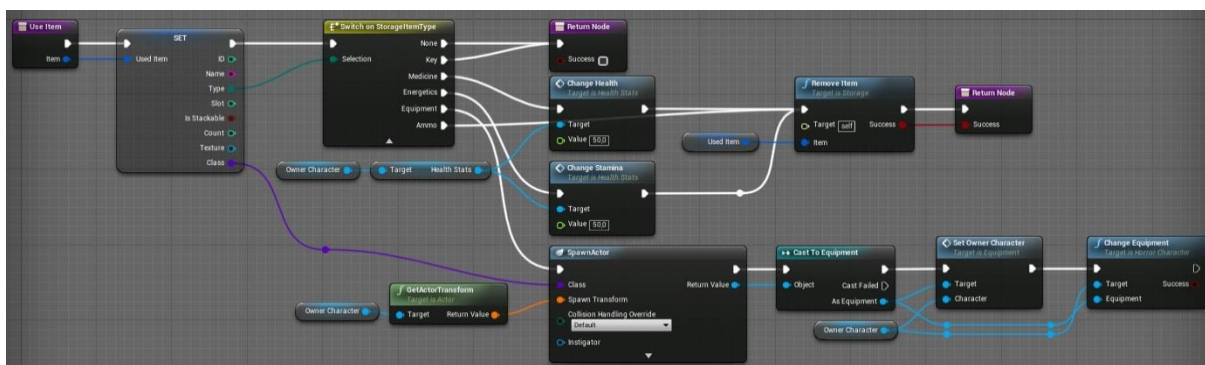 Use Item
Item
SET
Used Item
ID
Name
Type
Slot
Is Stackable
Count
Texture
Class
Switch on StorageItemType
Selection
None
Key
Medicine
Energetics
Equipment
Ammo
Return Node
Success
Change Health
Target is Health Stats
Target
Value 50,0
Owner Character
Target Health Stats
Change Stamina
Target is Health Stats
Target
Value 50,0
Used Item
Remove Item
Target is Storage
Target self Success
Item
Return Node
Success
GetActorTransform
Target is Actor
Owner Character
Target Return Value
SpawnActor
Class Return Value
Spawn Transform
Collision Handling Override
Default
Instigator
Cast To Equipment
Object Cast Failed
As Equipment
Owner Character
Set Owner Character
Target is Equipment
Target
Character
Change Equipment
Target is Horror Character
Target Success
Equipment